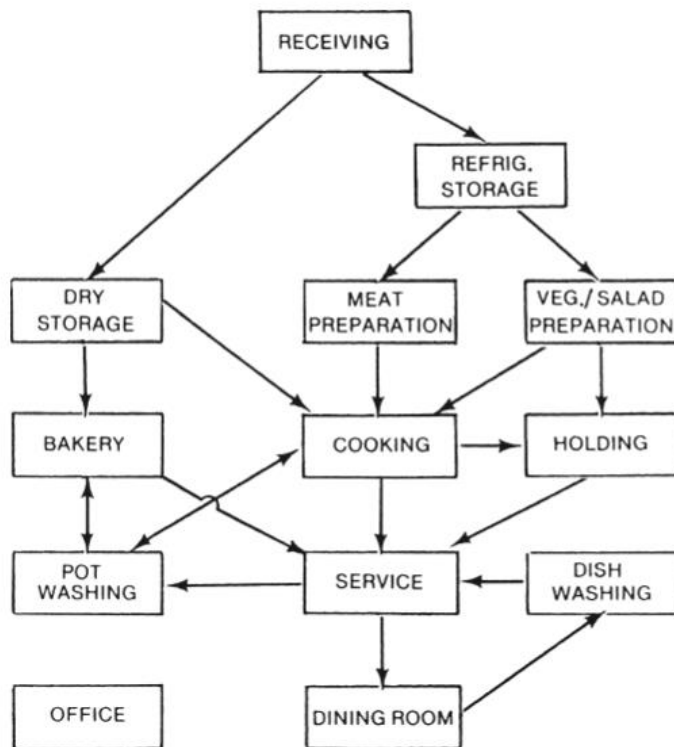 RECEIVING
REFRIG.
STORAGE
DRY
STORAGE
MEAT
PREPARATION
VEG./SALAD
PREPARATION
BAKERY
COOKING
HOLDING
POT
WASHING
SERVICE
DISH
WASHING
OFFICE
DINING ROOM